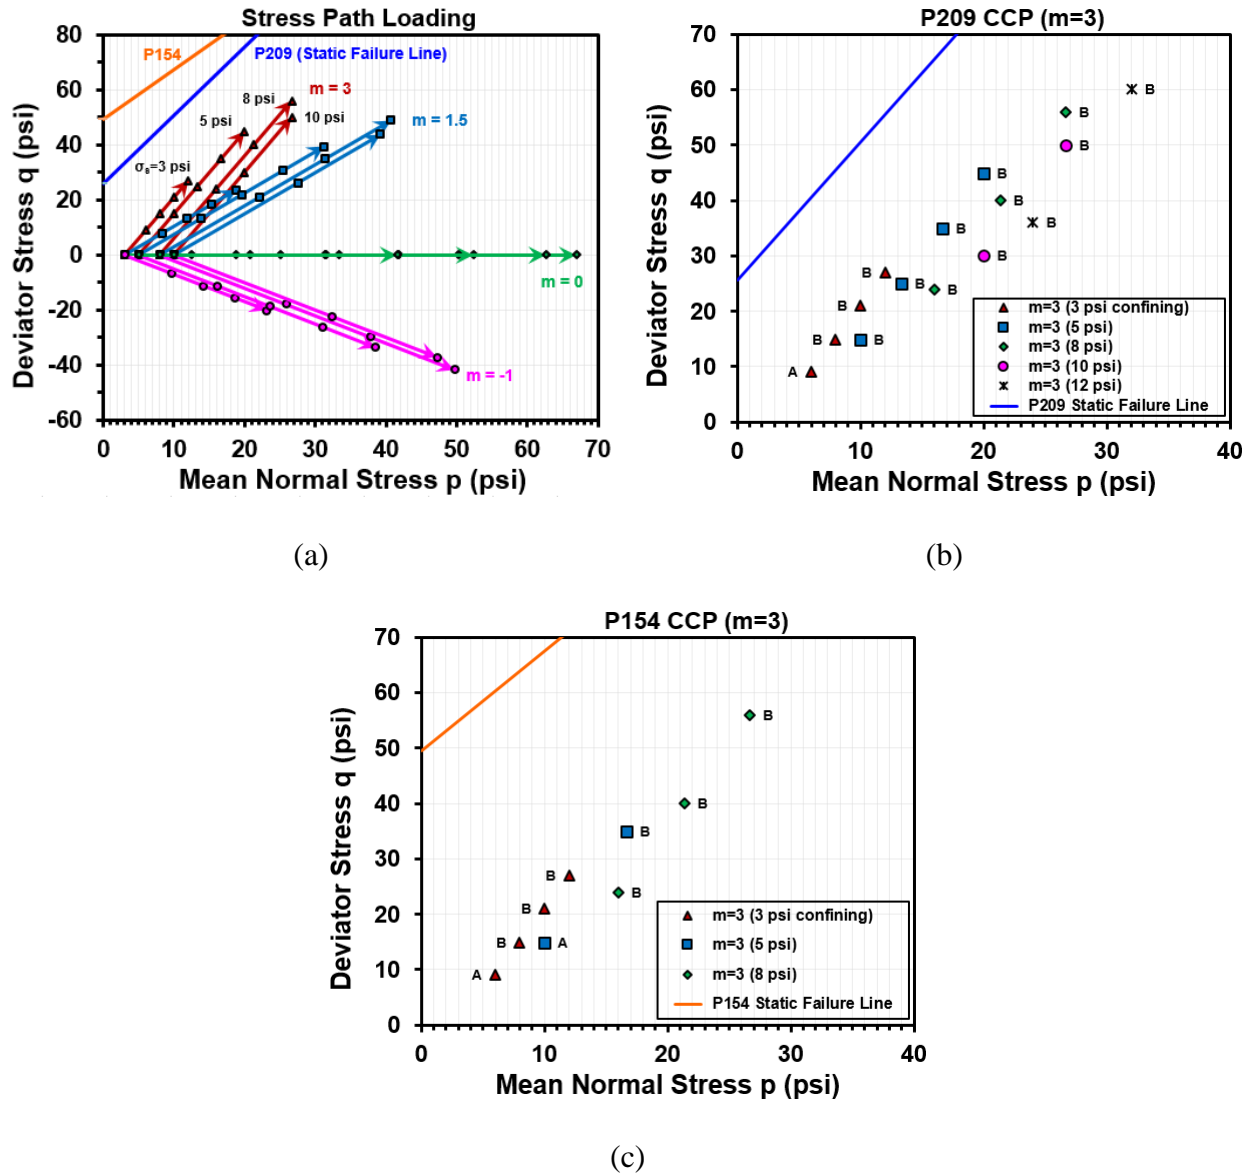 Stress Path Loading
80
60
40
20
0
-20
-40
-60
0 10 20 30 40 50 60 70
Deviator Stress q (psi)
Mean Normal Stress p (psi)
P154
P209 (Static Failure Line)
8 psi
m = 3
5 psi
10 psi
m = 1.5
m = 0
m = -1
(a)
P209 CCP (m=3)
70
60
50
40
30
20
10
0
0 10 20 30 40
Deviator Stress q (psi)
Mean Normal Stress p (psi)
B
B
B
B
B
B
B
B
B
B
B
B
B
B
A
m=3 (3 psi confining)
m=3 (5 psi)
m=3 (8 psi)
m=3 (10 psi)
m=3 (12 psi)
P209 Static Failure Line
(b)
P154 CCP (m=3)
70
60
50
40
30
20
10
0
0 10 20 30 40
Deviator Stress q (psi)
Mean Normal Stress p (psi)
B
B
B
B
B
B
B
A
A
m=3 (3 psi confining)
m=3 (5 psi)
m=3 (8 psi)
P154 Static Failure Line
(c)